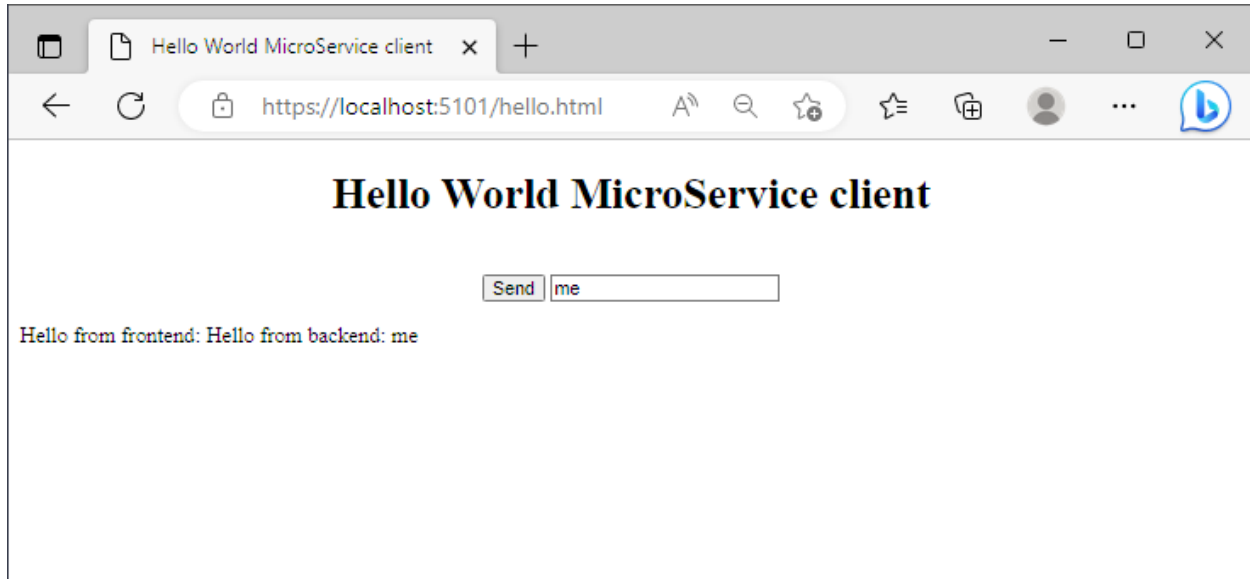 Hello World MicroService client
https://localhost:5101/hello.html
Hello World MicroService client
Send me
Hello from frontend: Hello from backend: me